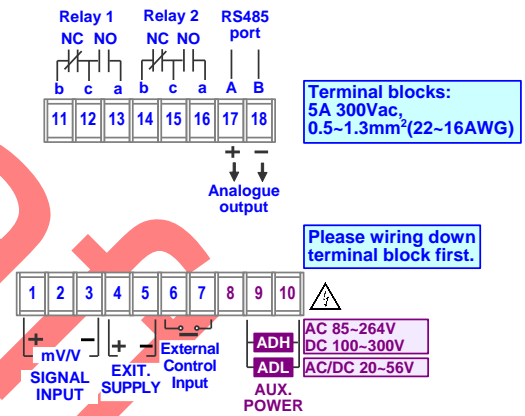 Relay 1 Relay 2 RS485
port
NC NO NC NO
b c a b c a A B
11 12 13 14 15 16 17 18
+ −
Analogue
output
Terminal blocks:
5A 300Vac,
0.5~1.3mm²(22~16AWG)
Please wiring down
terminal block first.
1 2 3 4 5 6 7 8 9 10
+ − + −
mV/V
SIGNAL
INPUT
EXIT.
SUPPLY
External
Control
Input
ADH
ADL
AC 85~264V
DC 100~300V
AC/DC 20~56V
AUX.
POWER